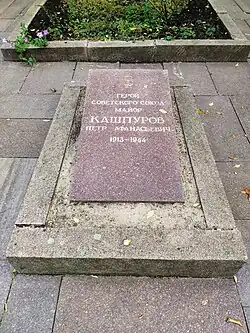 ГЕРОЙ
СОВЕТСКОГО СОЮЗА
МАЙОР
КАШПУРОВ
ПЕТР АФАНАСЬЕВИЧ
1913-1944